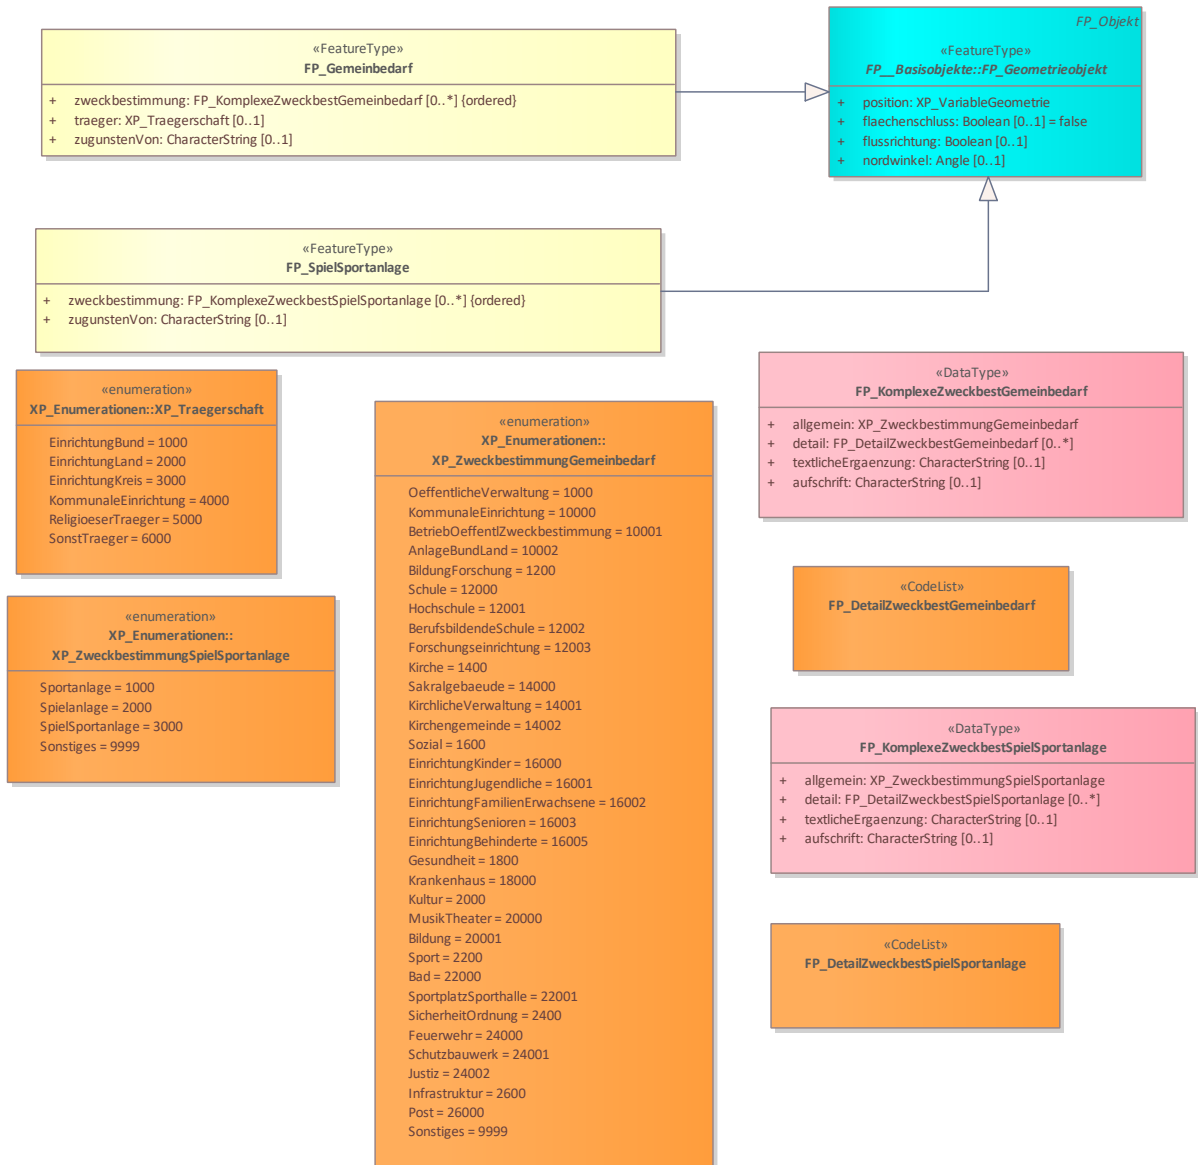 «FeatureType»
FP_Gemeinbedarf
+ zweckbestimmung: FP_KomplexeZweckbestGemeinbedarf [0..*] {ordered}
+ traeger: XP_Traegerschaft [0..1]
+ zugunstenVon: CharacterString [0..1]
FP_Objekt
«FeatureType»
FP__Basisobjekte::FP_Geometrieobjekt
+ position: XP_VariableGeometrie
+ flaechenschluss: Boolean [0..1] = false
+ flussrichtung: Boolean [0..1]
+ nordwinkel: Angle [0..1]
«FeatureType»
FP_SpielSportanlage
+ zweckbestimmung: FP_KomplexeZweckbestSpielSportanlage [0..*] {ordered}
+ zugunstenVon: CharacterString [0..1]
«enumeration»
XP_Enumerationen::XP_Traegerschaft
EinrichtungBund = 1000
EinrichtungLand = 2000
EinrichtungKreis = 3000
KommunaleEinrichtung = 4000
ReligioeserTraeger = 5000
SonstTraeger = 6000
«enumeration»
XP_Enumerationen::
XP_ZweckbestimmungSpielSportanlage
Sportanlage = 1000
Spielanlage = 2000
SpielSportanlage = 3000
Sonstiges = 9999
«enumeration»
XP_Enumerationen::
XP_ZweckbestimmungGemeinbedarf
OeffentlicheVerwaltung = 1000
KommunaleEinrichtung = 10000
BetriebOeffentlZweckbestimmung = 10001
AnlageBundLand = 10002
BildungForschung = 1200
Schule = 12000
Hochschule = 12001
BerufsbildendeSchule = 12002
Forschungseinrichtung = 12003
Kirche = 1400
Sakralgebaeude = 14000
KirchlicheVerwaltung = 14001
Kirchengemeinde = 14002
Sozial = 1600
EinrichtungKinder = 16000
EinrichtungJugendliche = 16001
EinrichtungFamilienErwachsene = 16002
EinrichtungSenioren = 16003
EinrichtungBehinderte = 16005
Gesundheit = 1800
Krankenhaus = 18000
Kultur = 2000
MusikTheater = 20000
Bildung = 20001
Sport = 2200
Bad = 22000
SportplatzSporthalle = 22001
SicherheitOrdnung = 2400
Feuerwehr = 24000
Schutzbauwerk = 24001
Justiz = 24002
Infrastruktur = 2600
Post = 26000
Sonstiges = 9999
«DataType»
FP_KomplexeZweckbestGemeinbedarf
+ allgemein: XP_ZweckbestimmungGemeinbedarf
+ detail: FP_DetailZweckbestGemeinbedarf [0..*]
+ textlicheErgaenzung: CharacterString [0..1]
+ aufschrift: CharacterString [0..1]
«CodeList»
FP_DetailZweckbestGemeinbedarf
«DataType»
FP_KomplexeZweckbestSpielSportanlage
+ allgemein: XP_ZweckbestimmungSpielSportanlage
+ detail: FP_DetailZweckbestSpielSportanlage [0..*]
+ textlicheErgaenzung: CharacterString [0..1]
+ aufschrift: CharacterString [0..1]
«CodeList»
FP_DetailZweckbestSpielSportanlage